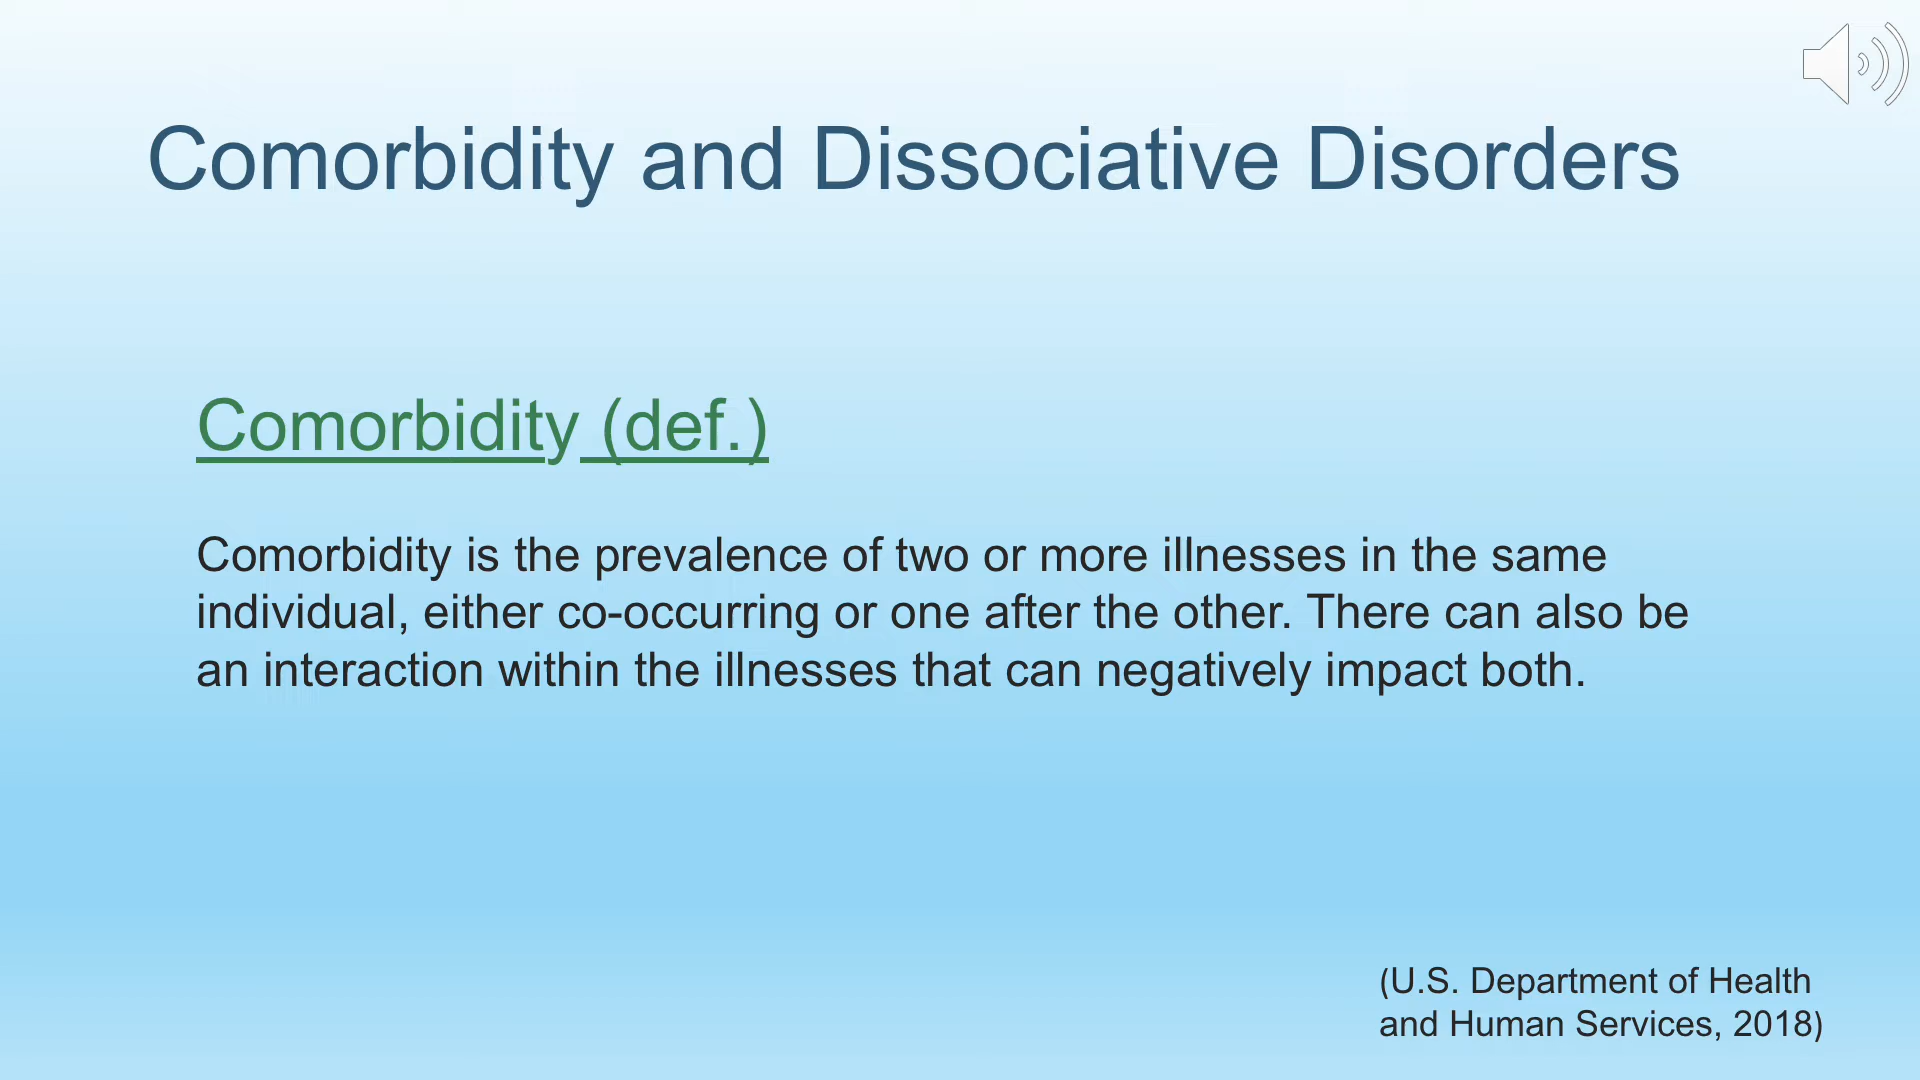 Comorbidity and Dissociative Disorders
Comorbidity (def.)
Comorbidity is the prevalence of two or more illnesses in the same
individual, either co-occurring or one after the other. There can also be
an interaction within the illnesses that can negatively impact both.
(U.S. Department of Health
and Human Services, 2018)